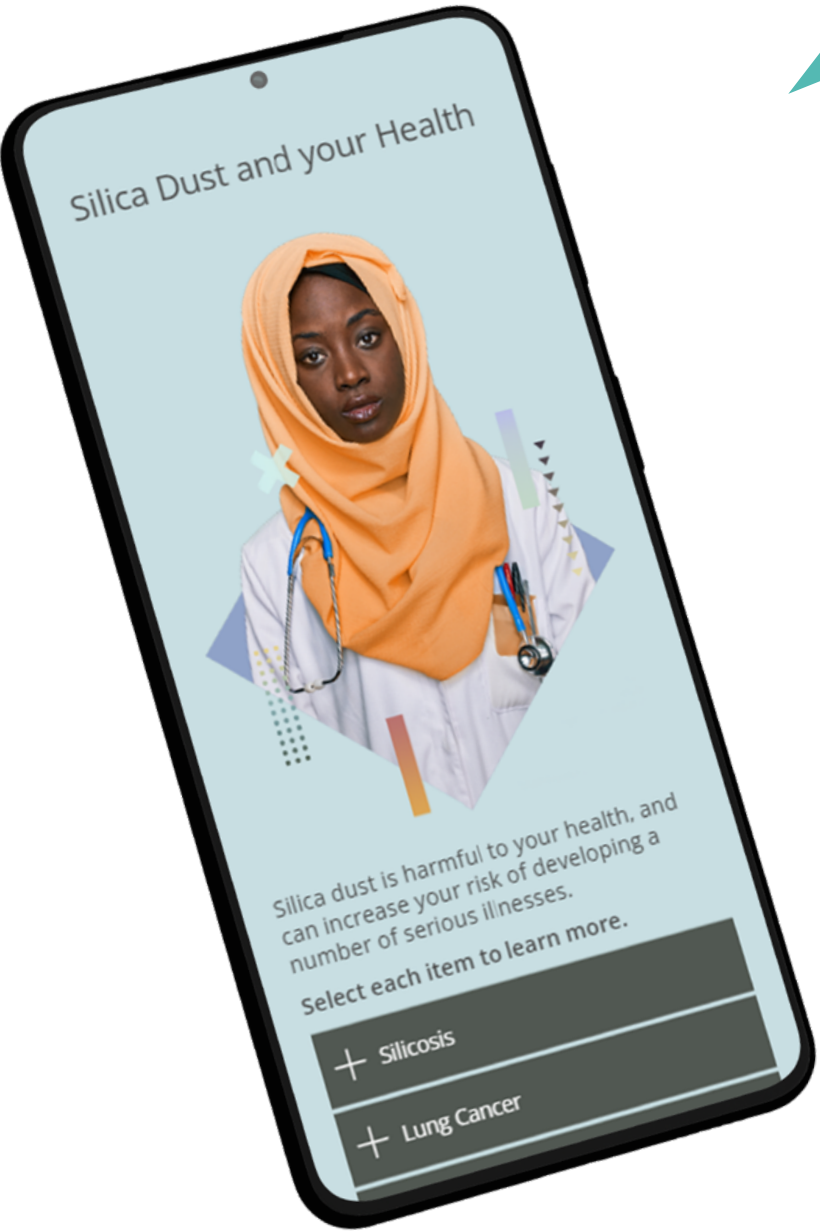 Silica Dust and your Health
Silica dust is harmful to your health, and
can increase your risk of developing a
number of serious illnesses.
Select each item to learn more.
Silicosis
Lung Cancer